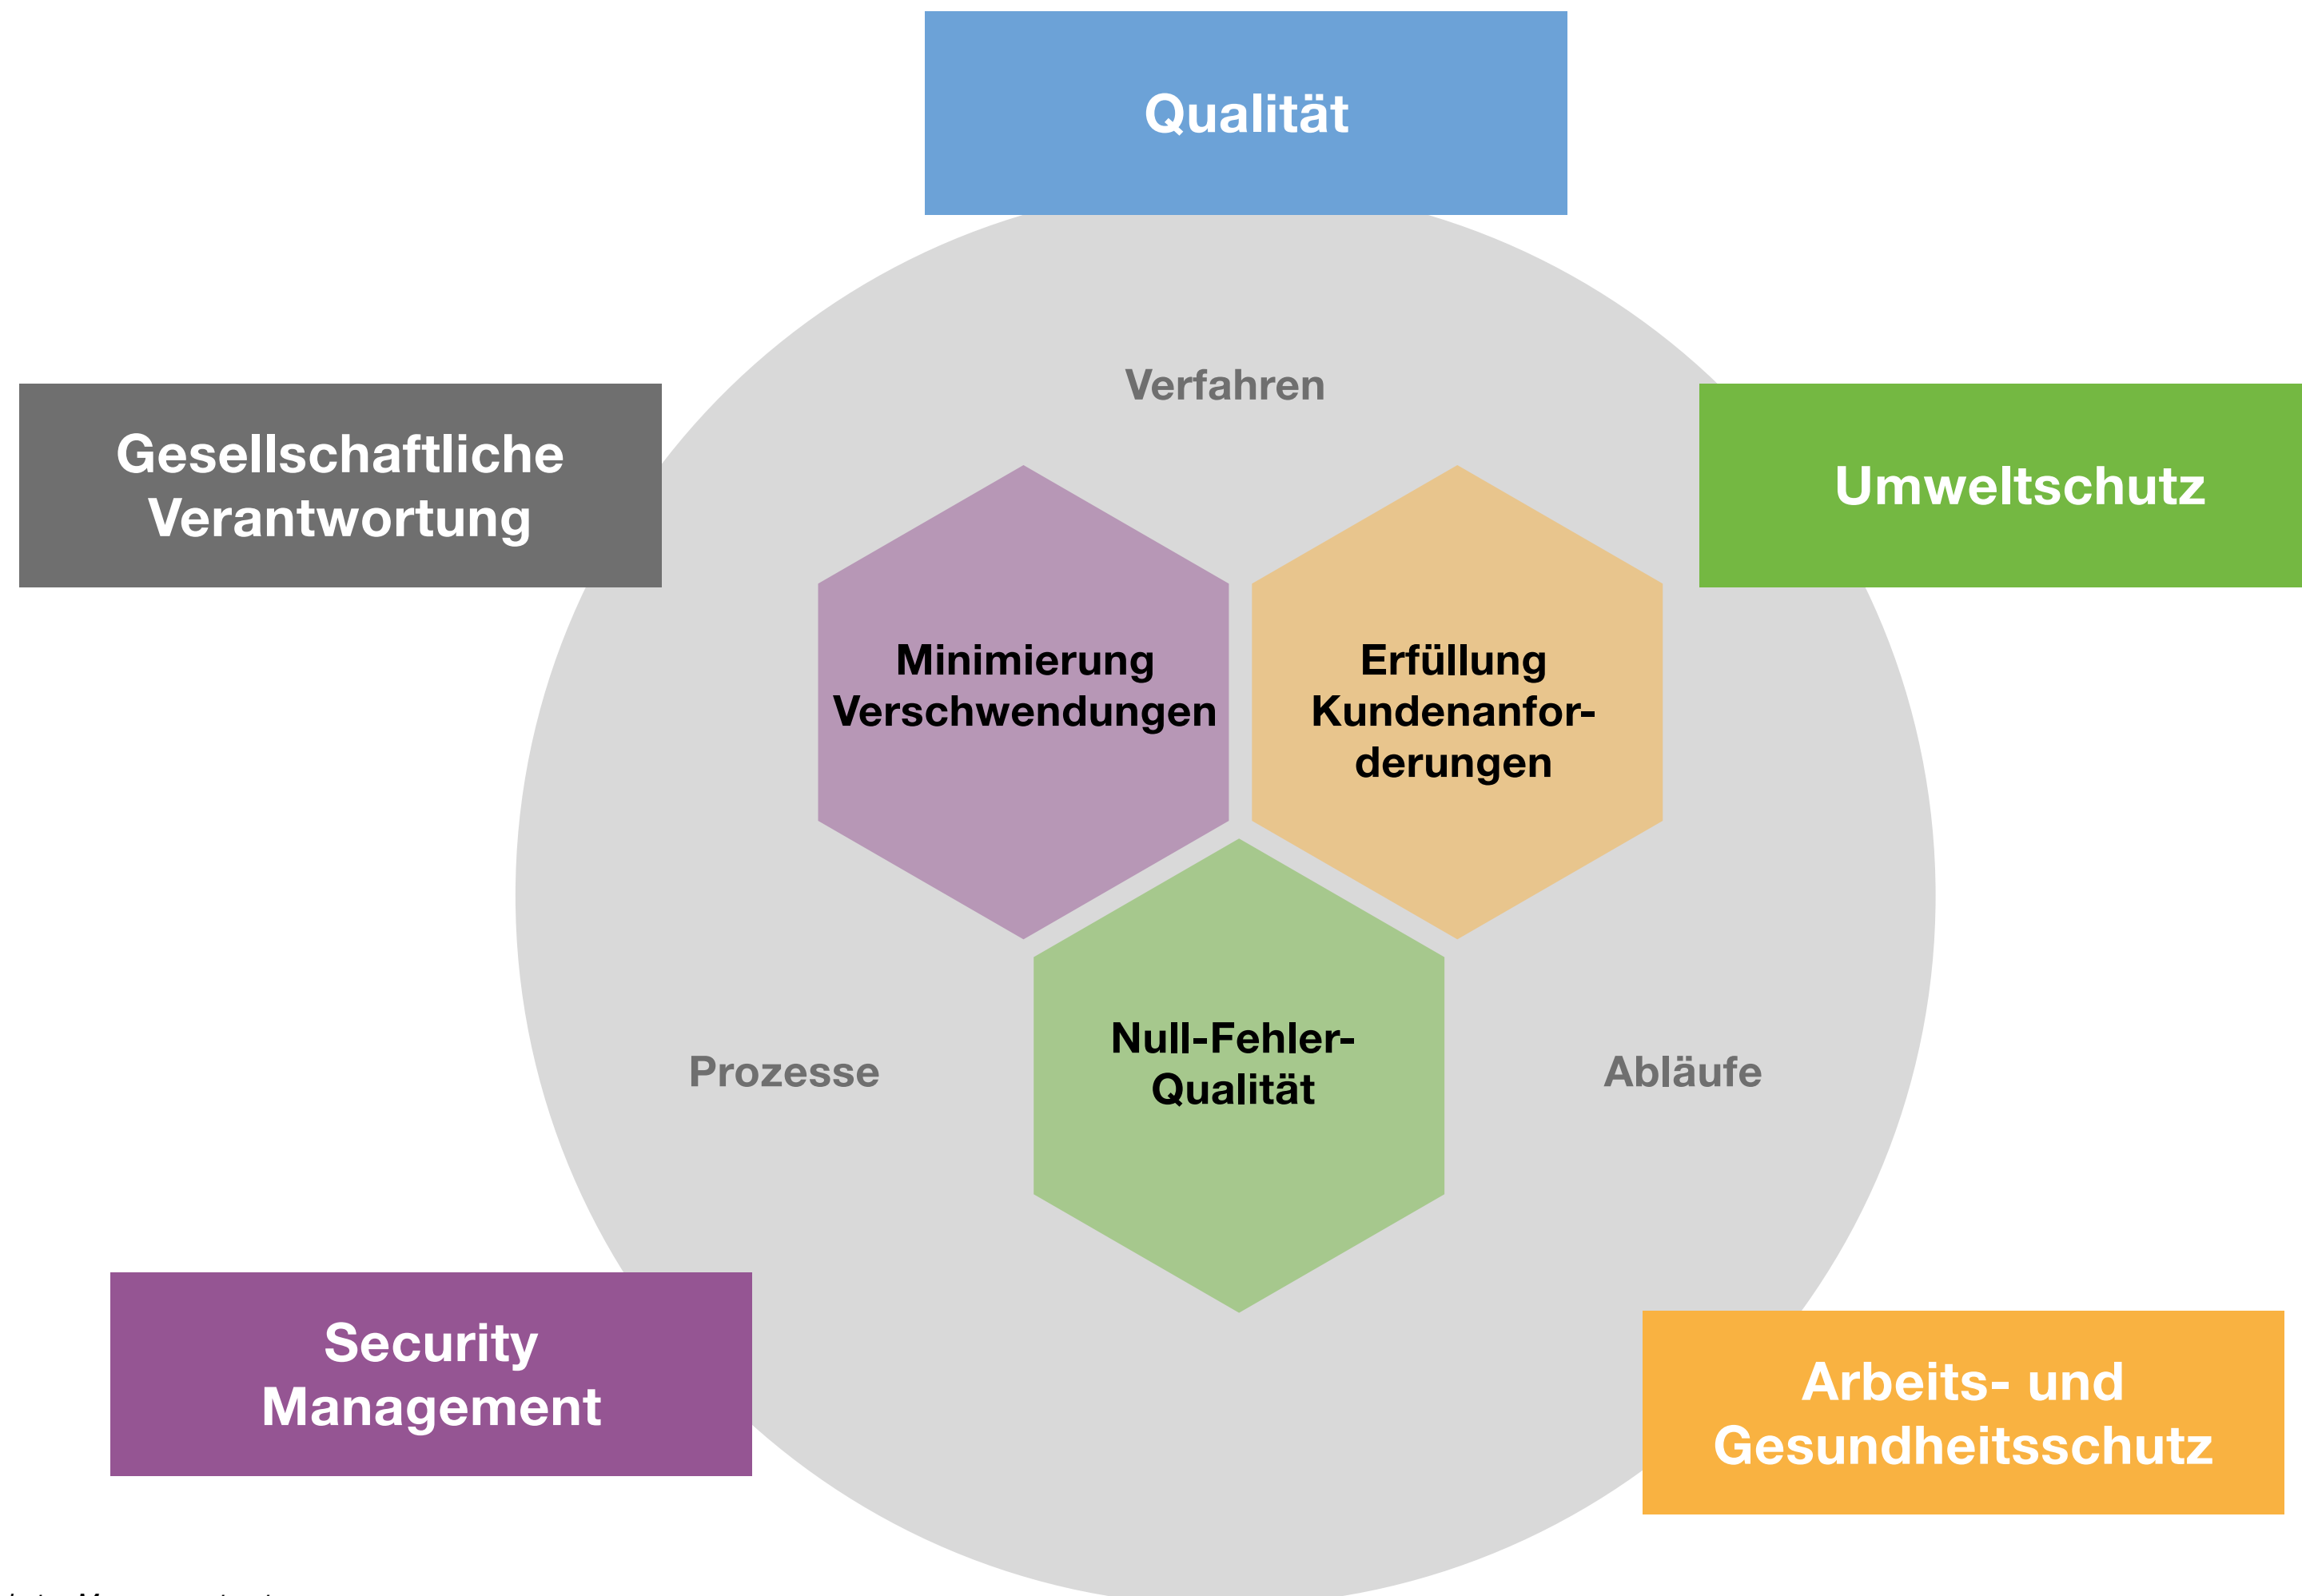 Qualität
Gesellschaftliche
Verantwortung
Umweltschutz
Verfahren
Minimierung
Verschwendungen
Erfüllung
Kundenanfor-
derungen
Null-Fehler-
Qualität
Prozesse
Abläufe
Security
Management
Arbeits- und
Gesundheitsschutz